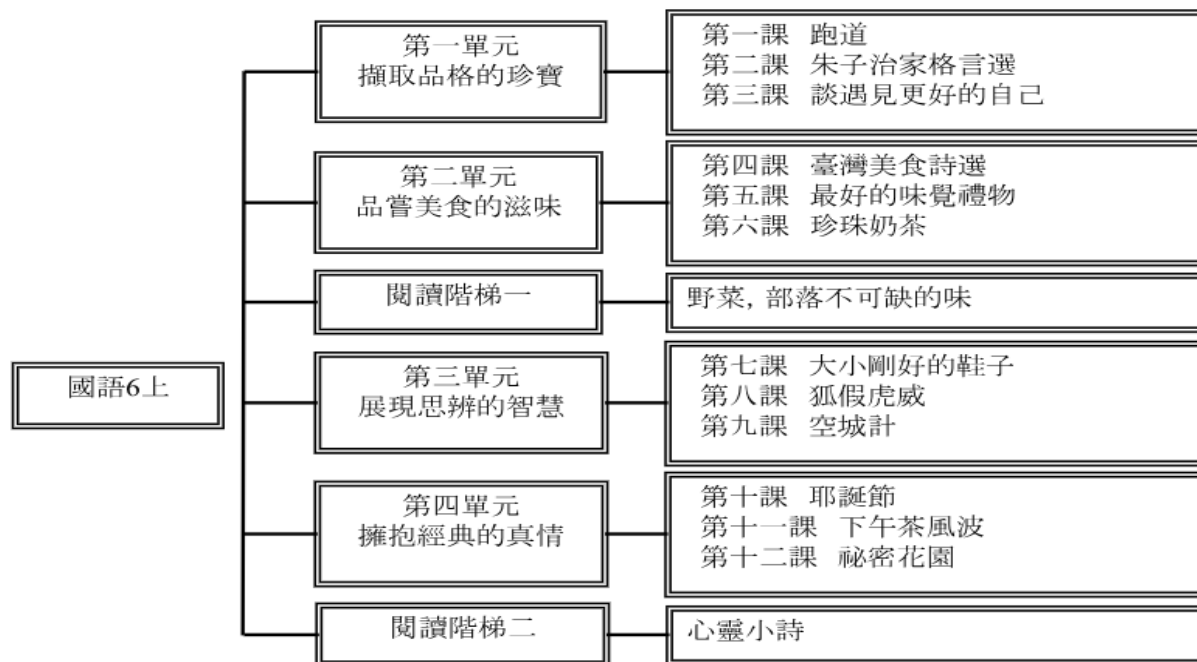 國語6上
第一單元
擷取品格的珍寶
第一課 跑道
第二課 朱子治家格言選
第三課 談遇見更好的自己
第二單元
品嘗美食的滋味
第四課 臺灣美食詩選
第五課 最好的味覺禮物
第六課 珍珠奶茶
閱讀階梯一
野菜, 部落不可缺的味
第三單元
展現思辨的智慧
第七課 大小剛好的鞋子
第八課 狐假虎威
第九課 空城計
第四單元
擁抱經典的真情
第十課 耶誕節
第十一課 下午茶風波
第十二課 祕密花園
閱讀階梯二
心靈小詩